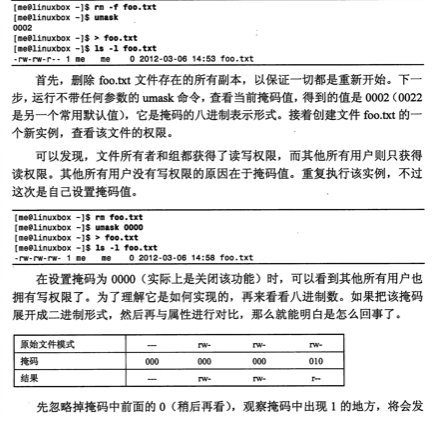 [me@linuxbox ~]$ rm -f foo.txt
[me@linuxbox ~]$ umask
0002
[me@linuxbox ~]$ > foo.txt
[me@linuxbox ~]$ ls -l foo.txt
-rw-rw-r-- 1 me me 0 2012-03-06 14:53 foo.txt
首先，删除 foo.txt 文件存在的所有副本，以保证一切都是重新开始。下一
步，运行不带任何参数的 umask 命令，查看当前掩码值，得到的值是 0002（0022
是另一个常用默认值），它是掩码的八进制表示形式。接着创建文件 foo.txt 的一
个新实例，查看该文件的权限。
可以发现，文件所有者和组都获得了读写权限，而其他所有用户则只获得
读权限。其他所有用户没有写权限的原因在于掩码值。重复执行该实例，不过
这次是自己设置掩码值。
[me@linuxbox ~]$ rm foo.txt
[me@linuxbox ~]$ umask 0000
[me@linuxbox ~]$ > foo.txt
[me@linuxbox ~]$ ls -l foo.txt
-rw-rw-rw- 1 me me 0 2012-03-06 14:58 foo.txt
在设置掩码为 0000（实际上是关闭该功能）时，可以看到其他所有用户也
拥有写权限了。为了理解它是如何实现的，再来看看八进制数。如果把该掩码
展开成二进制形式，然后再与属性进行对比，那么就能明白是怎么回事了。
原始文件模式 --- rw- rw- rw-
掩码 000 000 000 010
结果 --- rw- rw- r--
先忽略掉掩码中前面的 0（稍后再看），观察掩码中出现 1 的地方，将会发